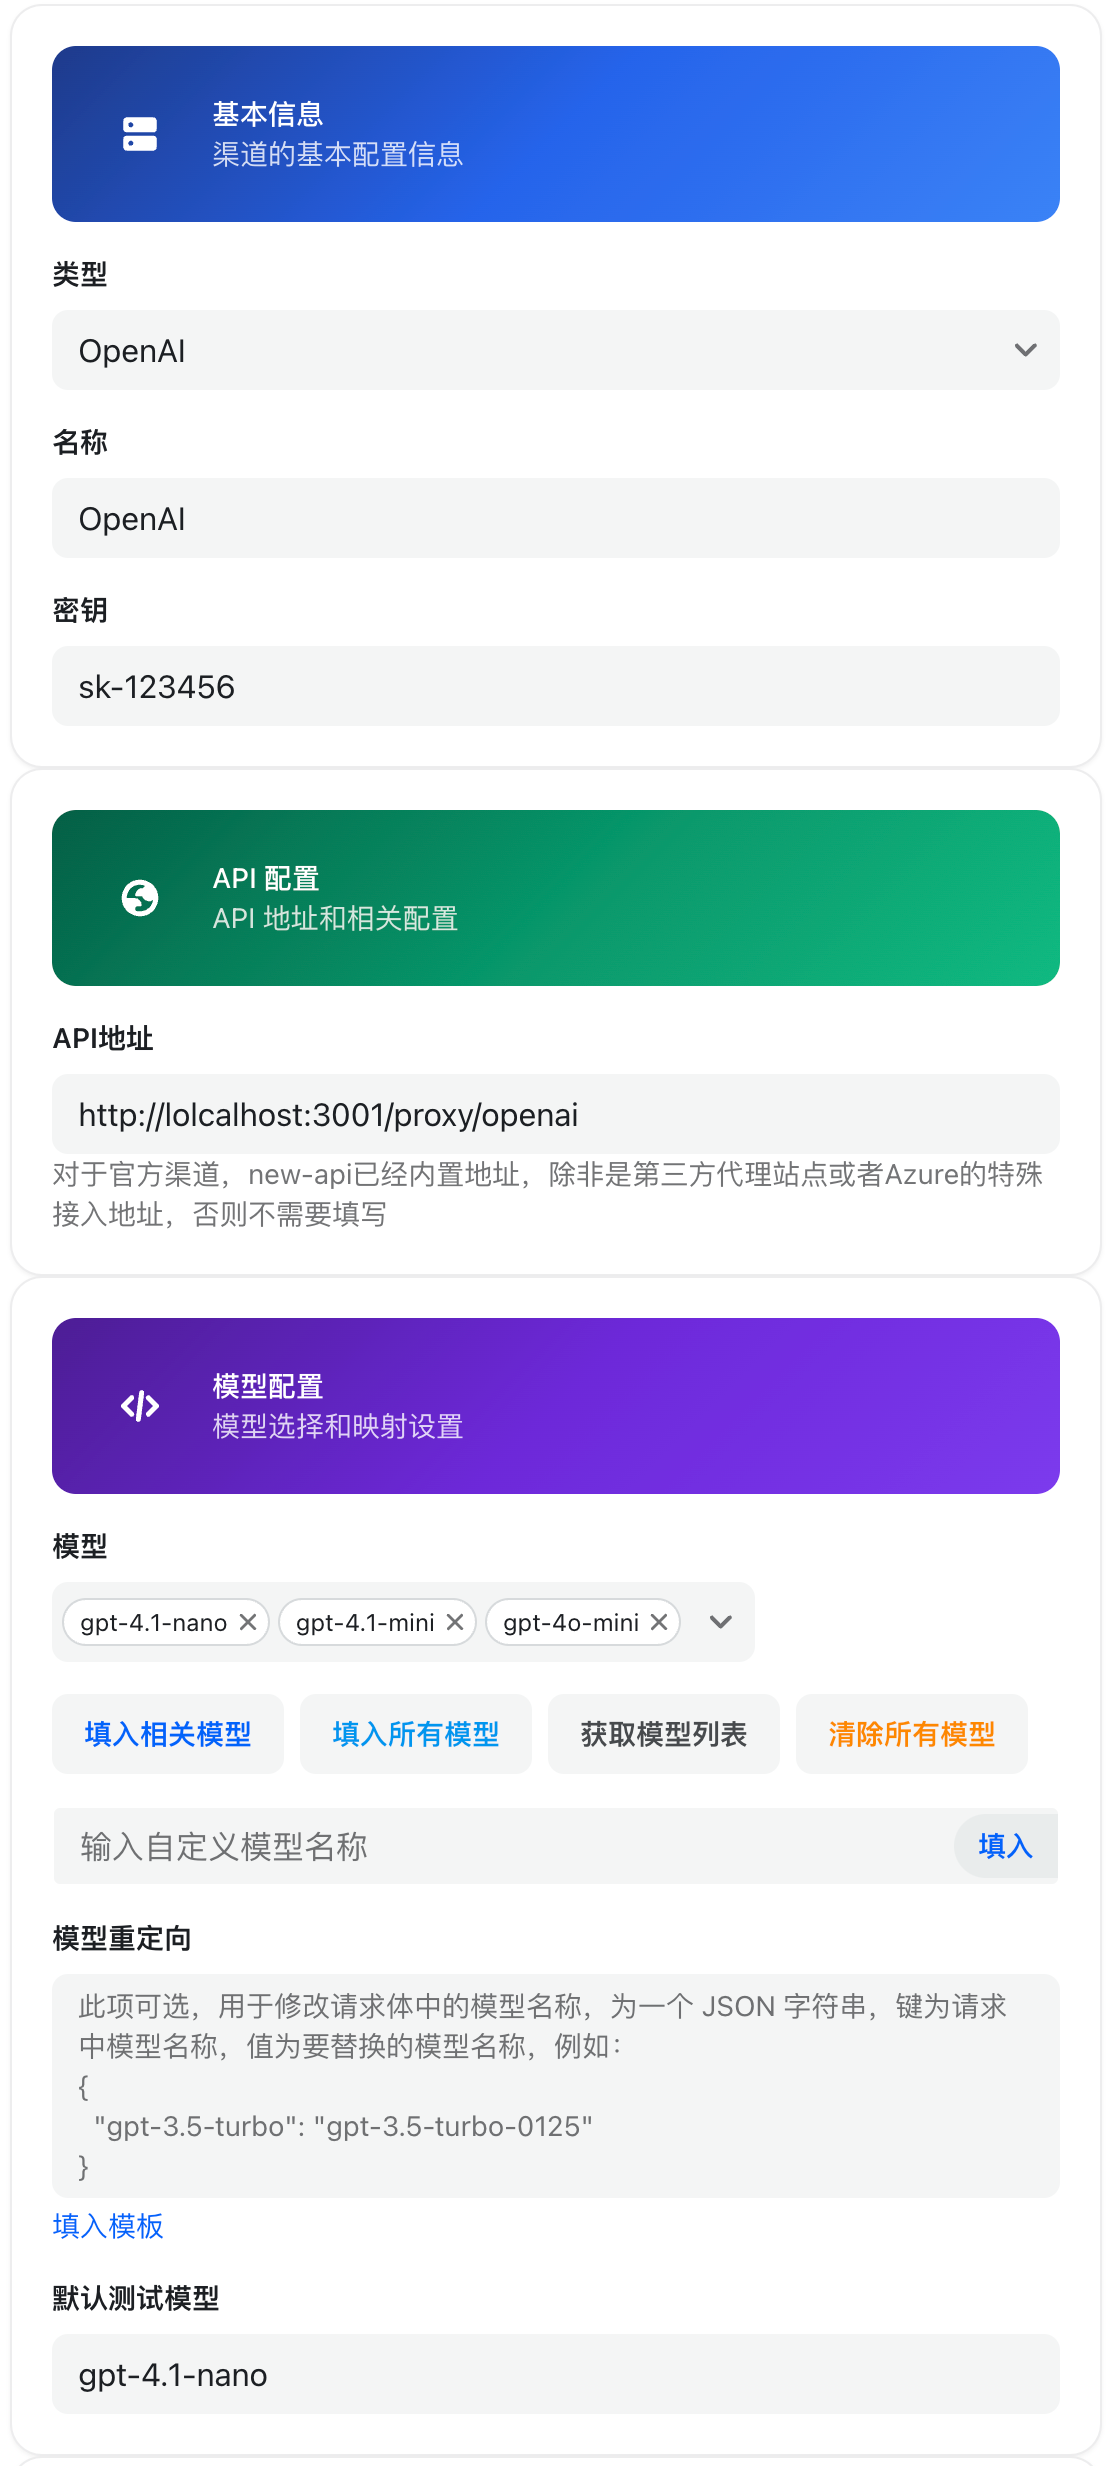 基本信息
渠道的基本配置信息
类型
OpenAI
名称
OpenAI
密钥
sk-123456
API 配置
API 地址和相关配置
API地址
http://lolcalhost:3001/proxy/openai
对于官方渠道，new-api已经内置地址，除非是第三方代理站点或者Azure的特殊
接入地址，否则不需要填写
模型配置
模型选择和映射设置
模型
gpt-4.1-nano gpt-4.1-mini gpt-4o-mini
填入相关模型 填入所有模型 获取模型列表 清除所有模型
输入自定义模型名称 填入
模型重定向
此项可选，用于修改请求体中的模型名称，为一个 JSON 字符串，键为请求
中模型名称，值为要替换的模型名称，例如：
{
"gpt-3.5-turbo": "gpt-3.5-turbo-0125"
}
填入模板
默认测试模型
gpt-4.1-nano